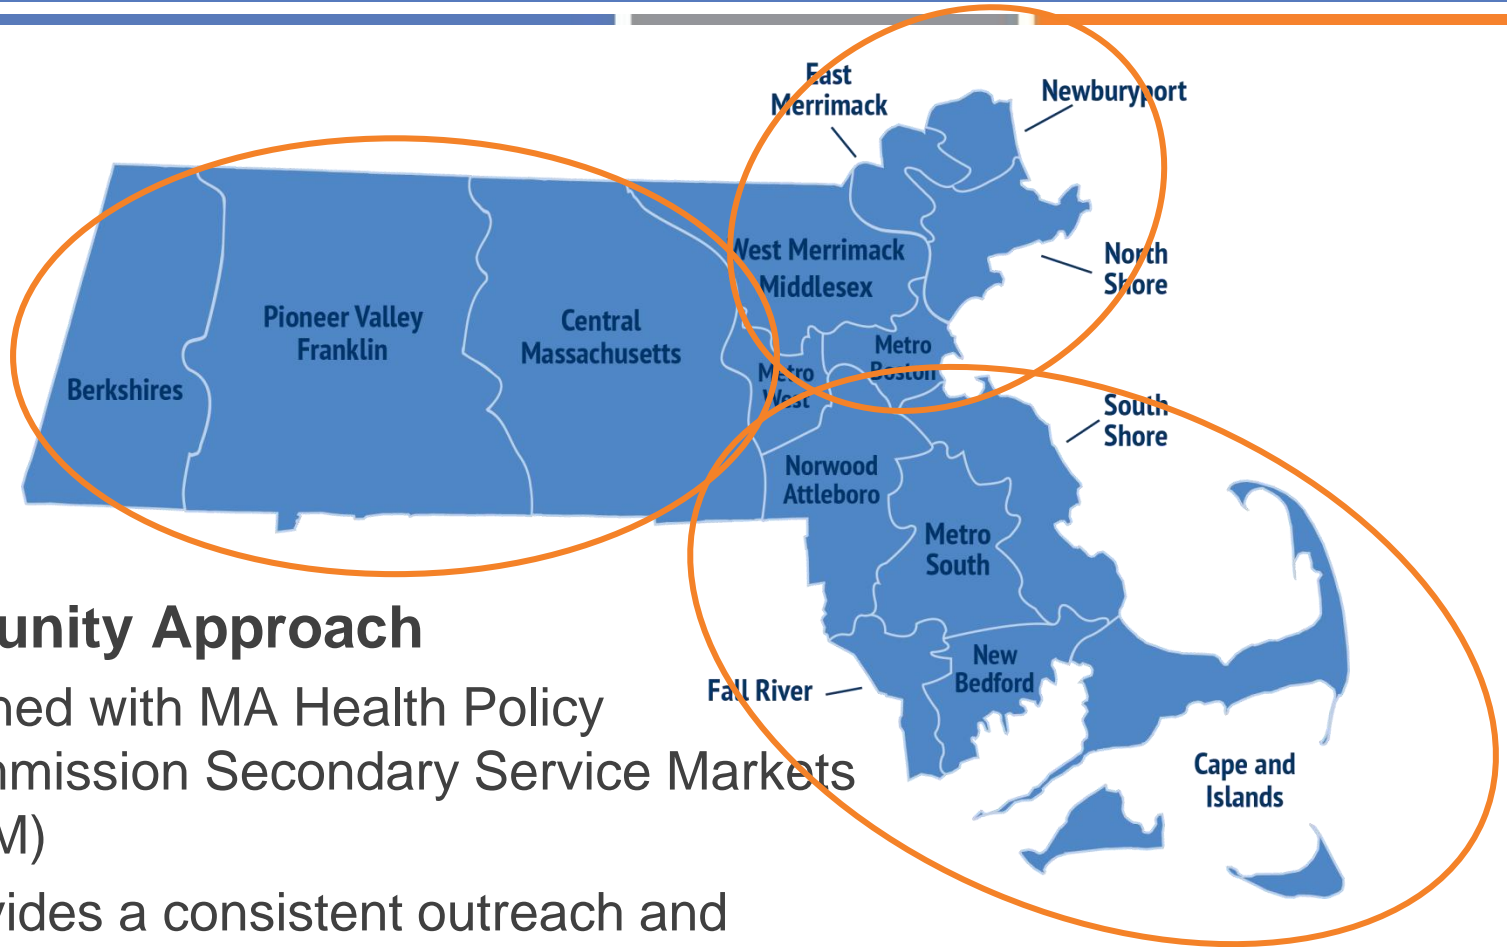 East
Merrimack
Newburyport
West Merrimack
Middlesex
North
Shore
Pioneer Valley
Franklin
Central
Massachusetts
Berkshires
Metro
Boston
Metro
West
South
Shore
Norwood
Attleboro
Metro
South
New
Bedford
Fall River
Cape and
Islands
unity Approach
ned with MA Health Policy
mmission Secondary Service Markets
M)
vides a consistent outreach and